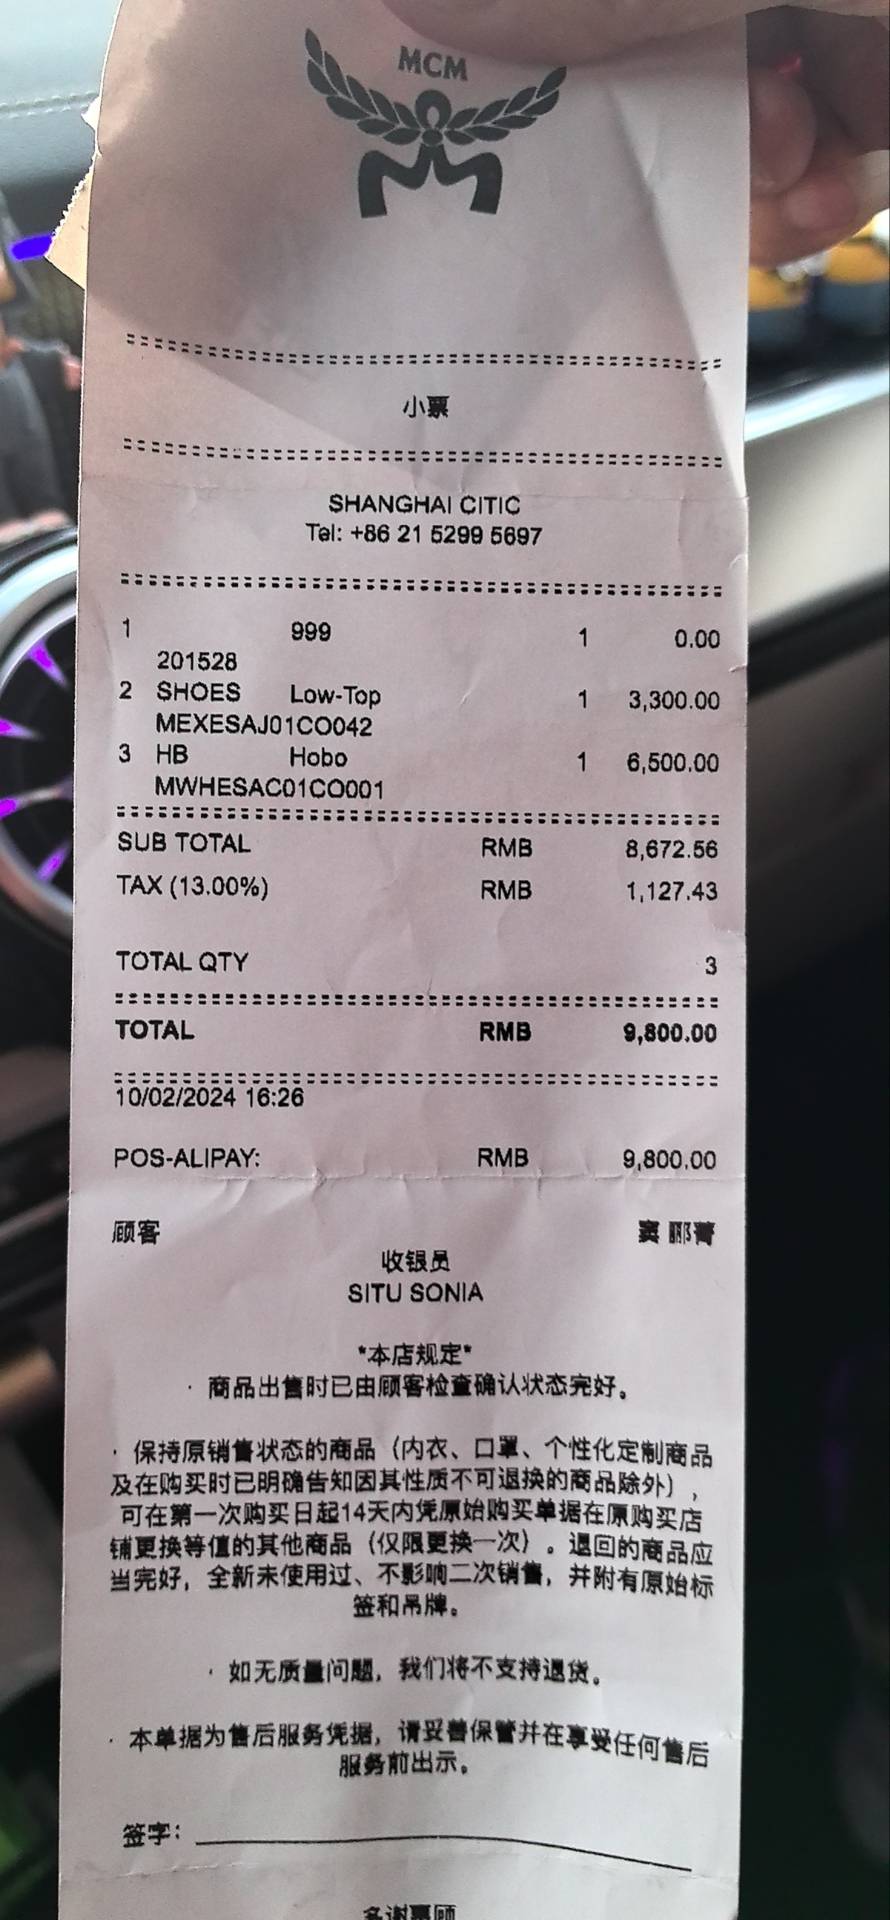 MCM
小票
SHANGHAI CITIC
Tel: +86 21 5299 5697
1 999 1 0.00
201528
2 SHOES Low-Top 1 3,300.00
MEXESAJ01CO042
3 HB Hobo 1 6,500.00
MWHESAC01CO001
SUB TOTAL RMB 8,672.56
TAX (13.00%) RMB 1,127.43
TOTAL QTY 3
TOTAL RMB 9,800.00
10/02/2024 16:26
POS-ALIPAY: RMB 9,800.00
顾客
收银员
SITU SONIA
*本店规定*
· 商品出售时已由顾客检查确认状态完好。
· 保持原销售状态的商品（内衣、口罩、个性化定制商品
及在购买时已明确告知因其性质不可退换的商品除外），
可在第一次购买日起14天内凭原始购买单据在原购买店
铺更换等值的其他商品（仅限更换一次）。退回的商品应
当完好，全新未使用过、不影响二次销售，并附有原始标
签和吊牌。
· 如无质量问题，我们将不支持退货。
· 本单据为售后服务凭据，请妥善保管并在享受任何售后
服务前出示。
签字：
多谢惠顾